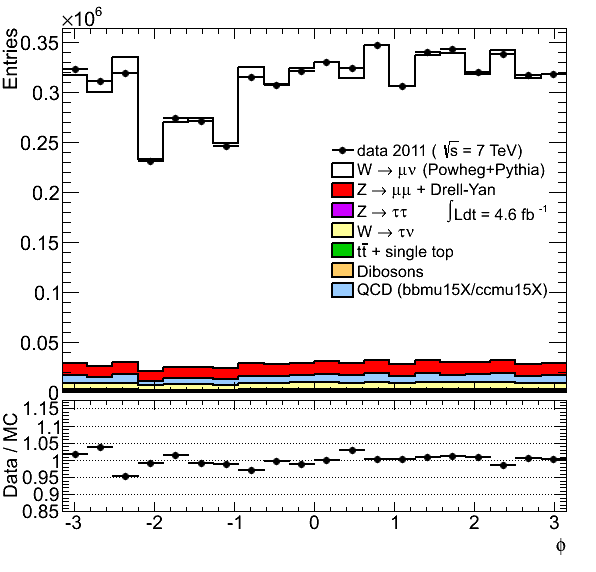 ×10⁶
Entries
0.35
0.3
0.25
0.2
0.15
0.1
0.05
0
data 2011 ( √s = 7 TeV)
W → μν (Powheg+Pythia)
Z → μμ + Drell-Yan
Z → ττ ∫Ldt = 4.6 fb⁻¹
W → τν
tt̄ + single top
Dibosons
QCD (bbmu15X/ccmu15X)
Data / MC
1.15
1.1
1.05
1
0.95
0.9
0.85
-3 -2 -1 0 1 2 3
ϕ